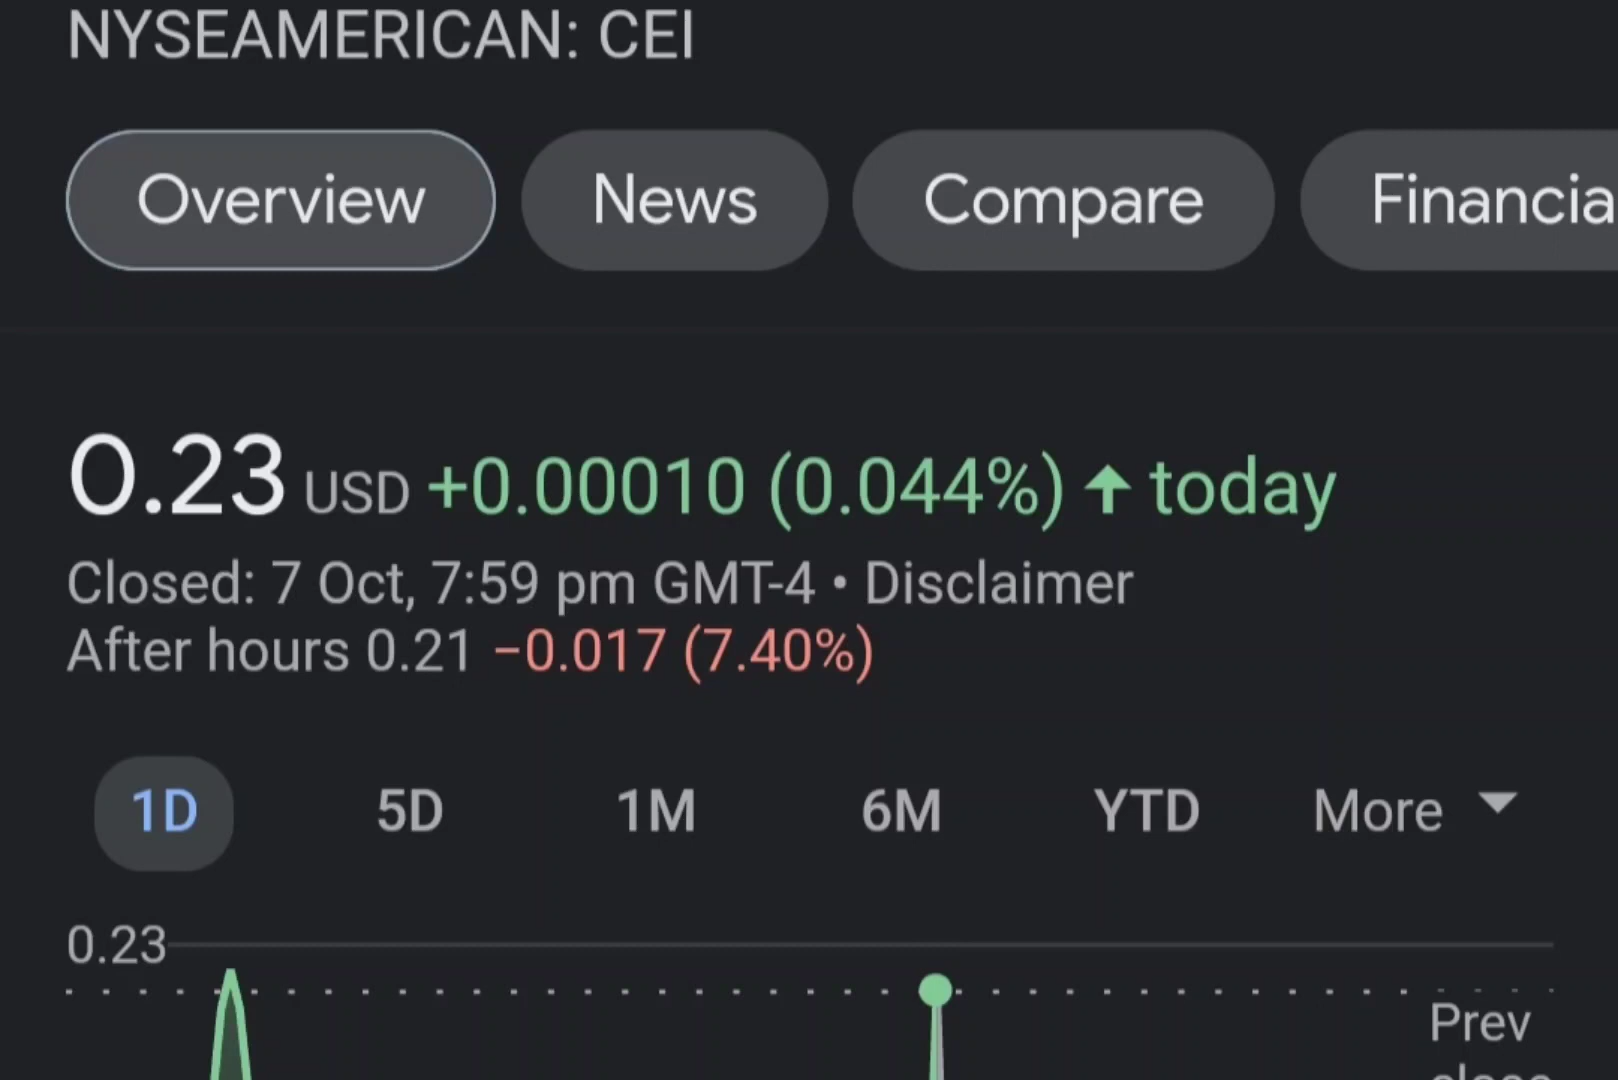 NYSEAMERICAN: CEI
Overview News Compare Financia
0.23 USD +0.00010 (0.044%) ↑ today
Closed: 7 Oct, 7:59 pm GMT-4 • Disclaimer
After hours 0.21 −0.017 (7.40%)
1D 5D 1M 6M YTD More
0.23
Prev
close